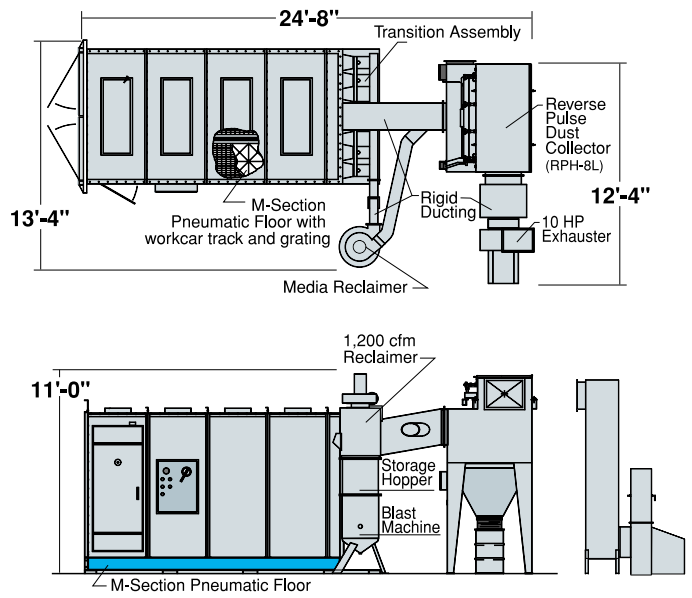 24'-8"
Transition Assembly
Reverse
Pulse
Dust
Collector
(RPH-8L)
12'-4"
M-Section
Pneumatic Floor with
workcar track and grating
Rigid
Ducting
10 HP
Exhauster
13'-4"
Media Reclaimer
1,200 cfm
Reclaimer
11'-0"
Storage
Hopper
Blast
Machine
M-Section Pneumatic Floor